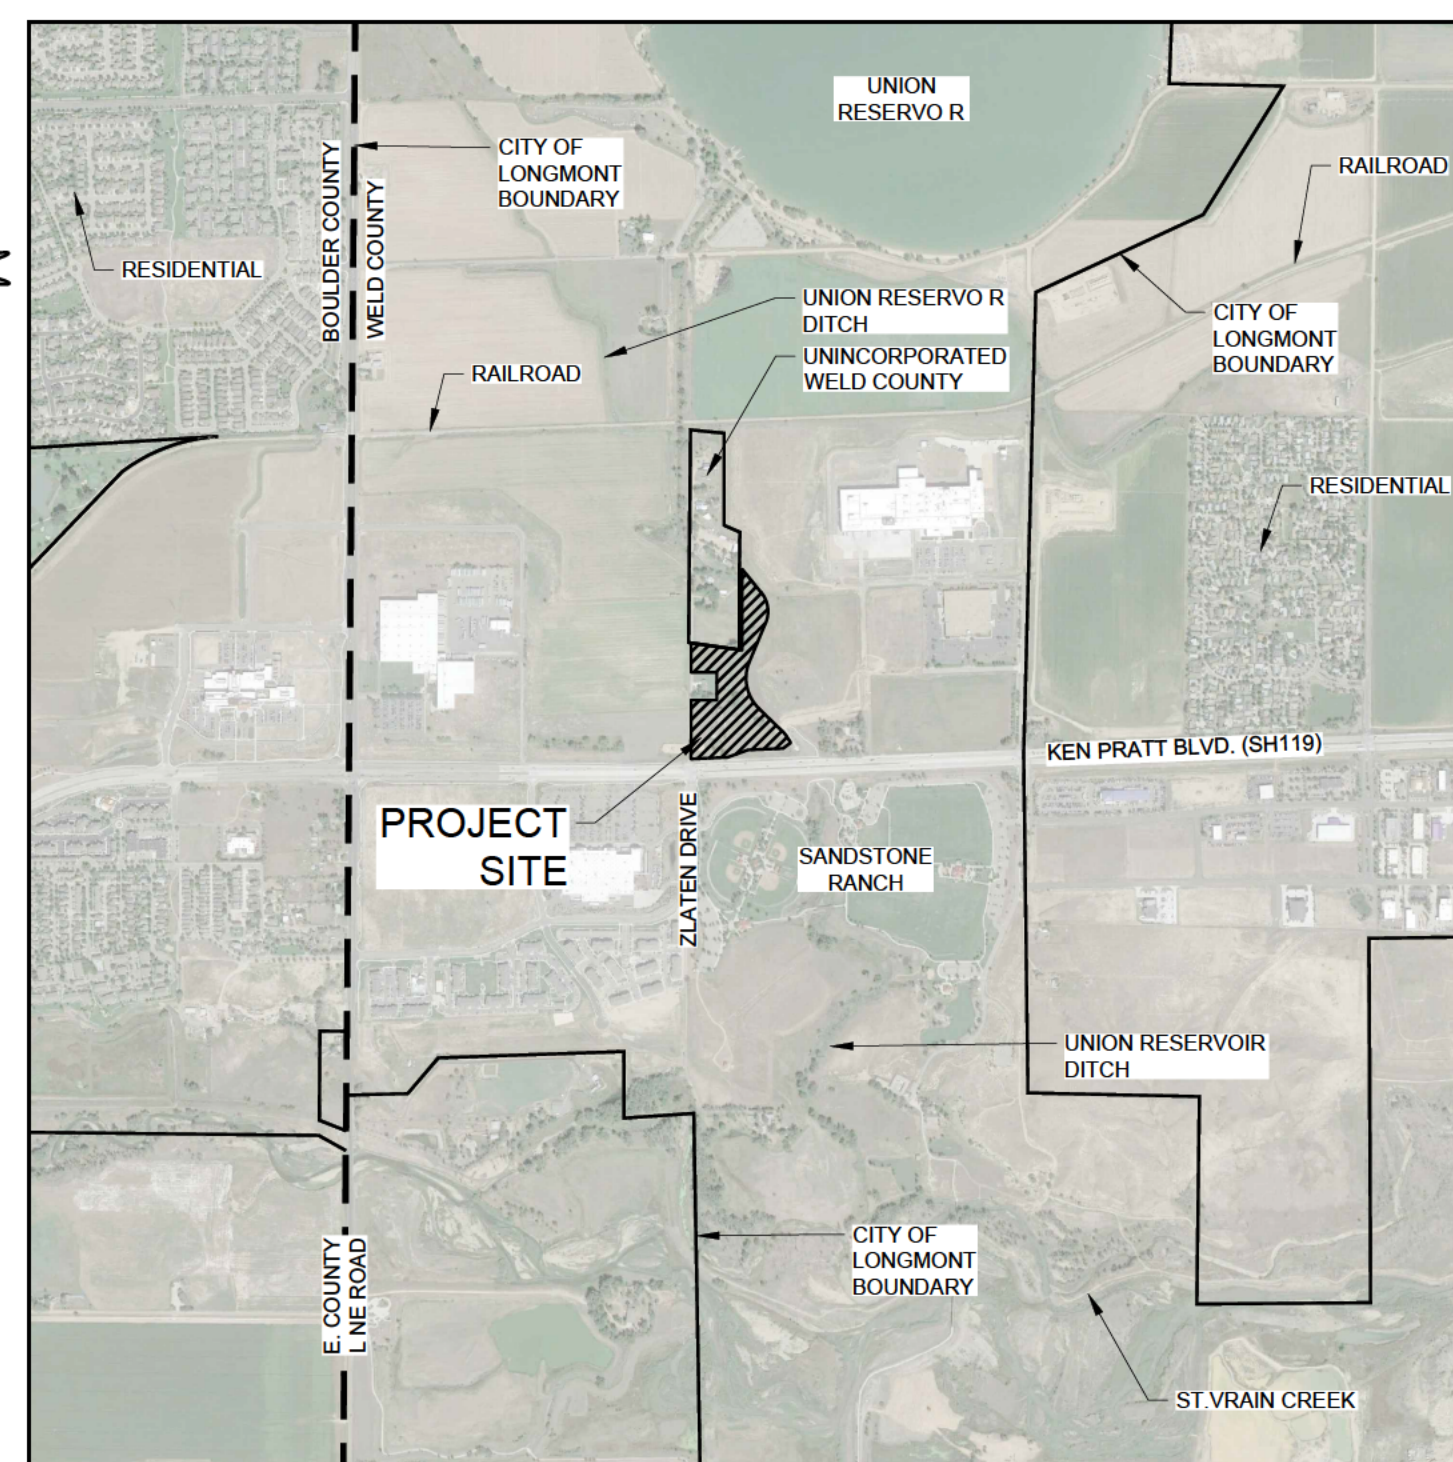 UNION
RESERVO R
CITY OF
LONGMONT
BOUNDARY
RAILROAD
BOULDER COUNTY
WELD COUNTY
RESIDENTIAL
UNION RESERVO R
DITCH
CITY OF
LONGMONT
BOUNDARY
UNINCORPORATED
WELD COUNTY
RAILROAD
RESIDENTIAL
KEN PRATT BLVD. (SH119)
PROJECT
SITE
ZLATEN DRIVE
SANDSTONE
RANCH
UNION RESERVOIR
DITCH
CITY OF
LONGMONT
BOUNDARY
E. COUNTY
L NE ROAD
ST.VRAIN CREEK